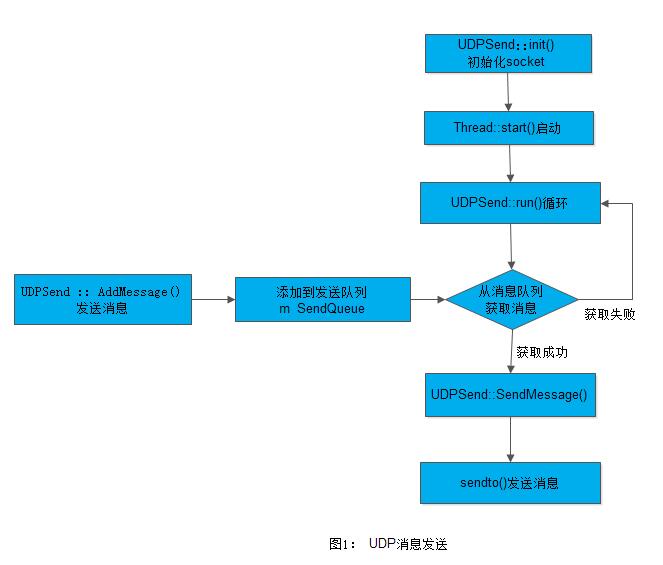 UDPSend::init()
初始化socket
Thread::start()启动
UDPSend::run()循环
UDPSend :: AddMessage()
发送消息
添加到发送队列
m_SendQueue
从消息队列
获取消息
获取失败
获取成功
UDPSend::SendMessage()
sendto()发送消息
图1： UDP消息发送